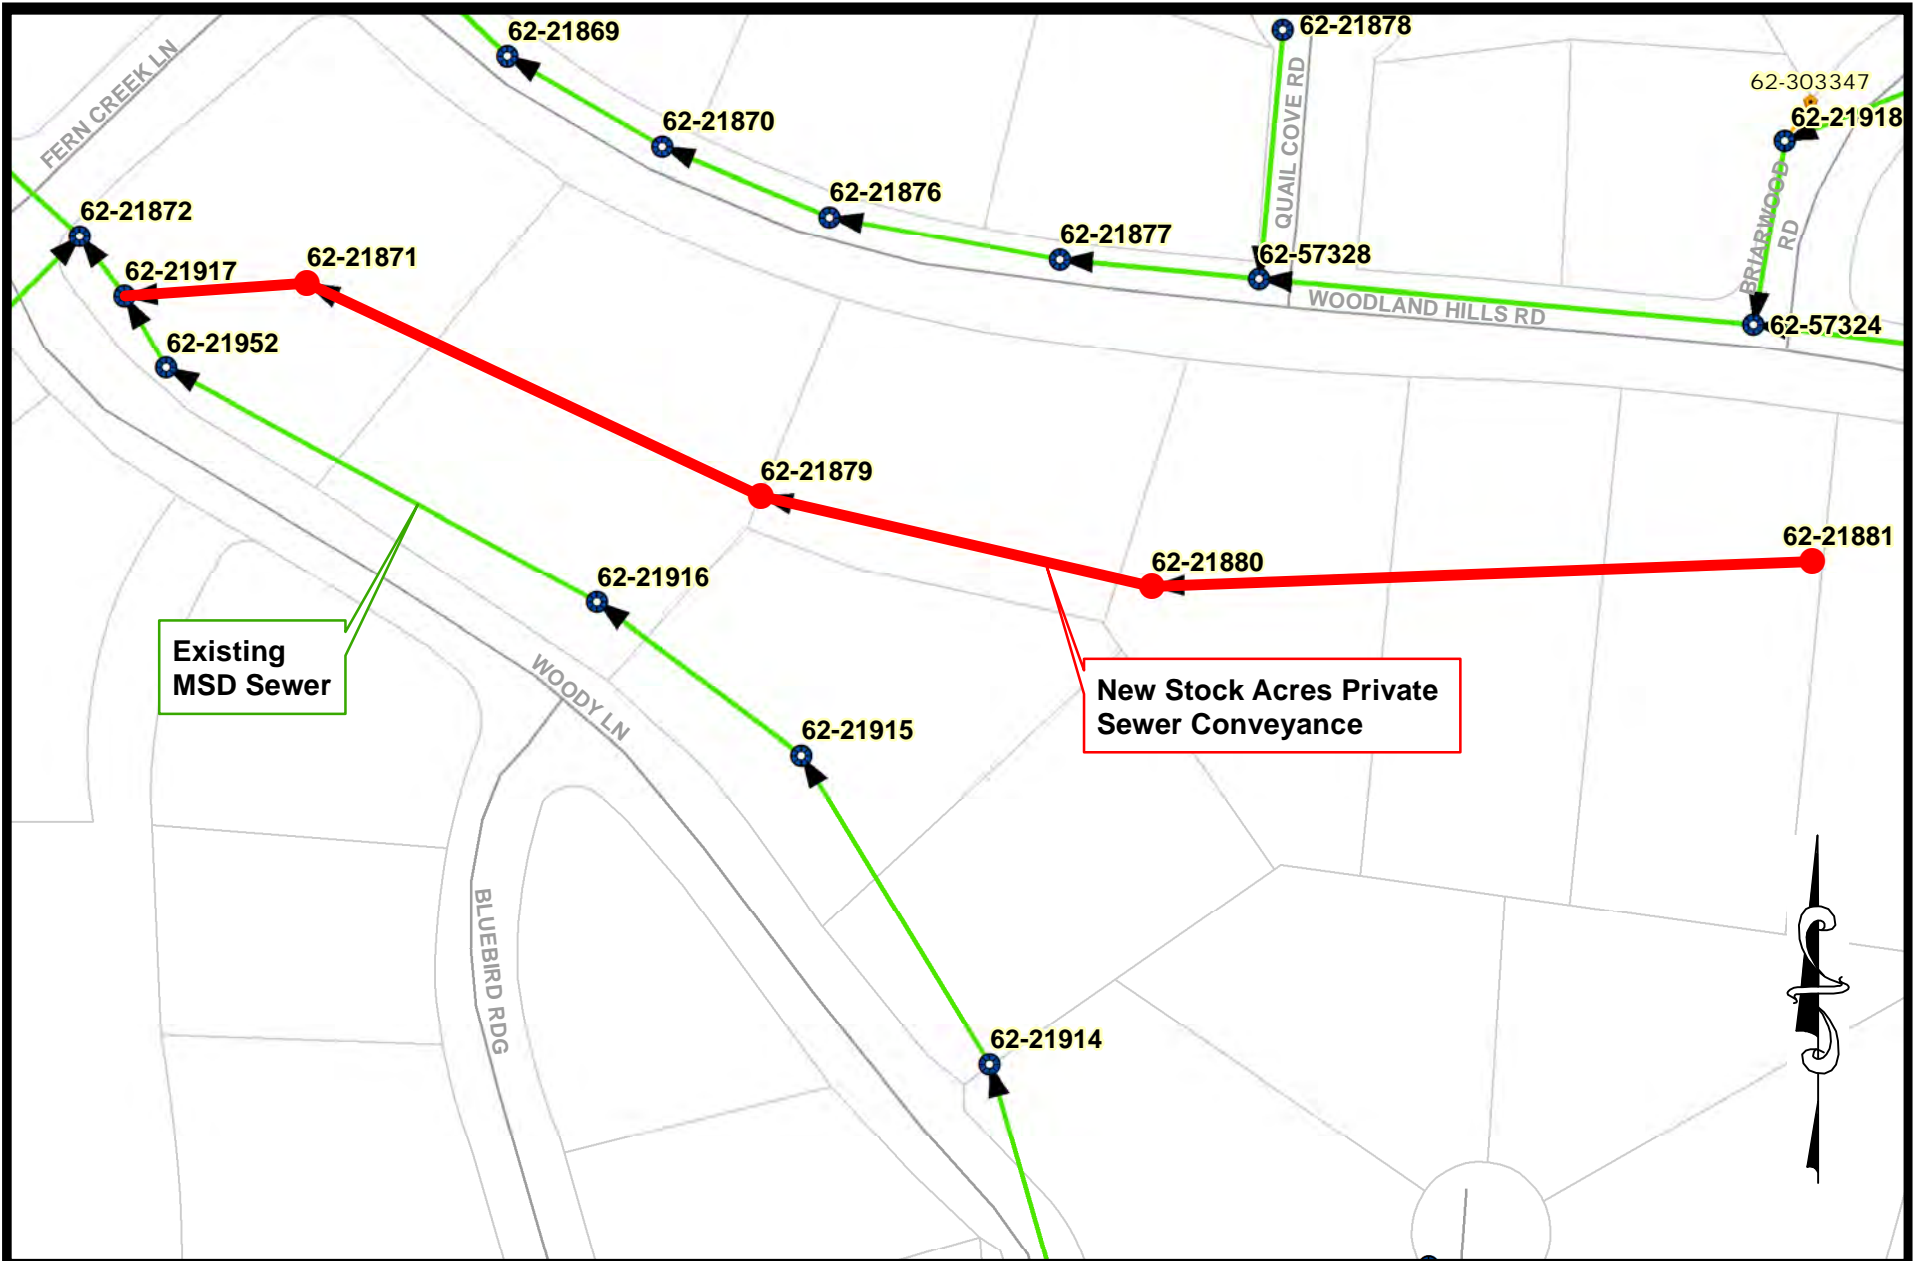 62-21869
62-21878
FERN CREEK LN
62-303347
62-21918
62-21870
QUAIL COVE RD
BRIARWOOD
RD
62-21872
62-21876
62-21877
62-57328
62-21917
62-21871
WOODLAND HILLS RD
62-57324
62-21952
62-21879
62-21881
62-21880
62-21916
Existing
MSD Sewer
WOODY LN
New Stock Acres Private
Sewer Conveyance
62-21915
BLUEBIRD RDG
62-21914